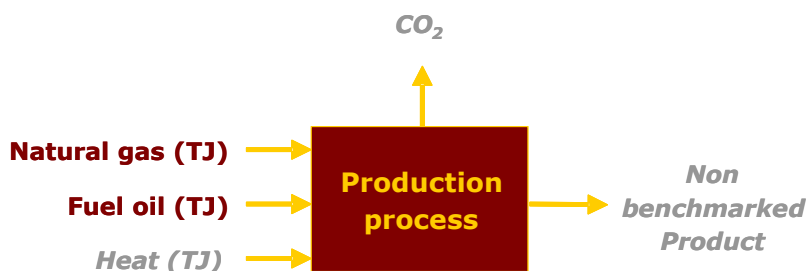 CO2
Natural gas (TJ)
Production
process
Fuel oil (TJ)
Non
benchmarked
Product
Heat (TJ)